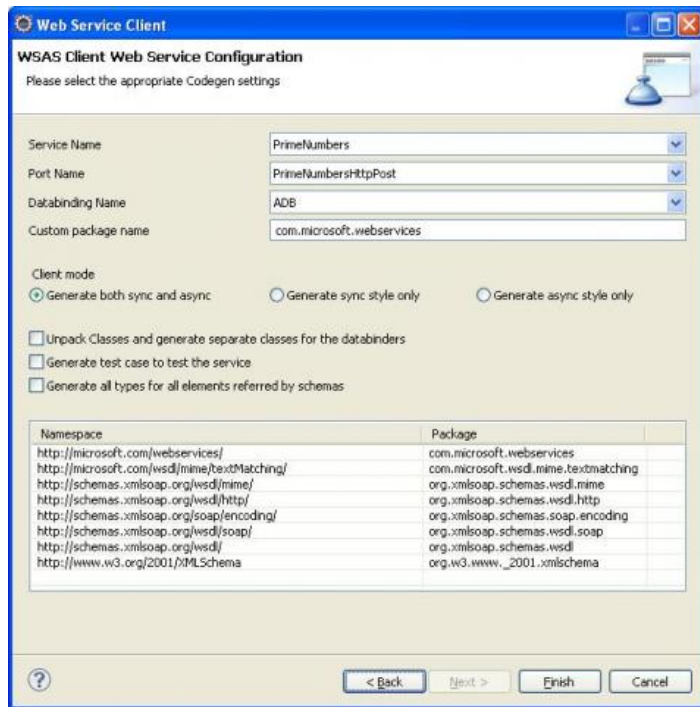 Web Service Client
WSAS Client Web Service Configuration
Please select the appropriate Codegen settings
Service Name PrimeNumbers
Port Name PrimeNumbersHttpPost
Databinding Name ADB
Custom package name com.microsoft.webservices
Client mode
Generate both sync and async Generate sync style only Generate async style only
Unpack Classes and generate separate classes for the databinders
Generate test case to test the service
Generate all types for all elements referred by schemas
Namespace Package
http://microsoft.com/webservices/ com.microsoft.webservices
http://microsoft.com/wsdl/mime/textMatching/ com.microsoft.wsdl.mime.textmatching
http://schemas.xmlsoap.org/wsdl/mime/ org.xmlsoap.schemas.wsdl.mime
http://schemas.xmlsoap.org/wsdl/http/ org.xmlsoap.schemas.wsdl.http
http://schemas.xmlsoap.org/soap/encoding/ org.xmlsoap.schemas.soap.encoding
http://schemas.xmlsoap.org/wsdl/soap/ org.xmlsoap.schemas.wsdl.soap
http://schemas.xmlsoap.org/wsdl/ org.xmlsoap.schemas.wsdl
http://www.w3.org/2001/XMLSchema org.w3.www._2001.xmlschema
? < Back Next > Finish Cancel